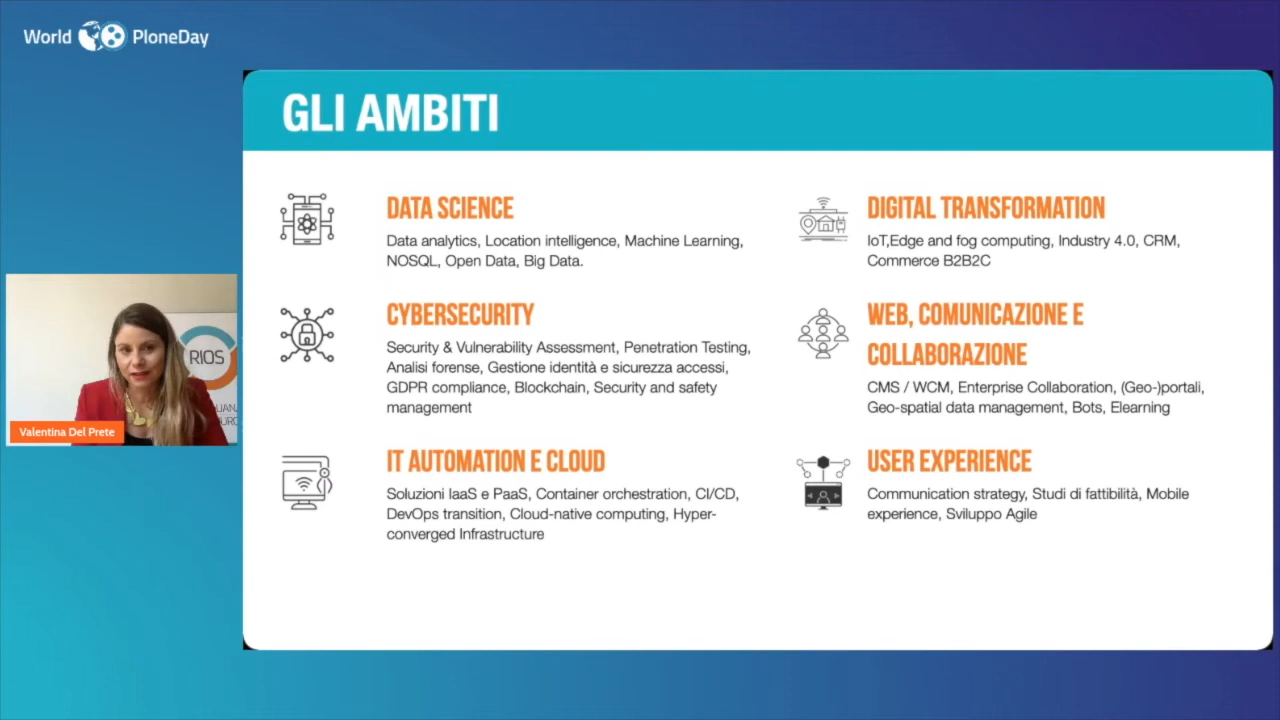 World PloneDay
GLI AMBITI
DATA SCIENCE
Data analytics, Location intelligence, Machine Learning,
NOSQL, Open Data, Big Data.
CYBERSECURITY
Security & Vulnerability Assessment, Penetration Testing,
Analisi forense, Gestione identità e sicurezza accessi,
GDPR compliance, Blockchain, Security and safety
management
IT AUTOMATION E CLOUD
Soluzioni IaaS e PaaS, Container orchestration, CI/CD,
DevOps transition, Cloud-native computing, Hyper-
converged Infrastructure
DIGITAL TRANSFORMATION
IoT,Edge and fog computing, Industry 4.0, CRM,
Commerce B2B2C
WEB, COMUNICAZIONE E
COLLABORAZIONE
CMS / WCM, Enterprise Collaboration, (Geo-)portali,
Geo-spatial data management, Bots, Elearning
USER EXPERIENCE
Communication strategy, Studi di fattibilità, Mobile
experience, Sviluppo Agile
RIOS
Valentina Del Prete